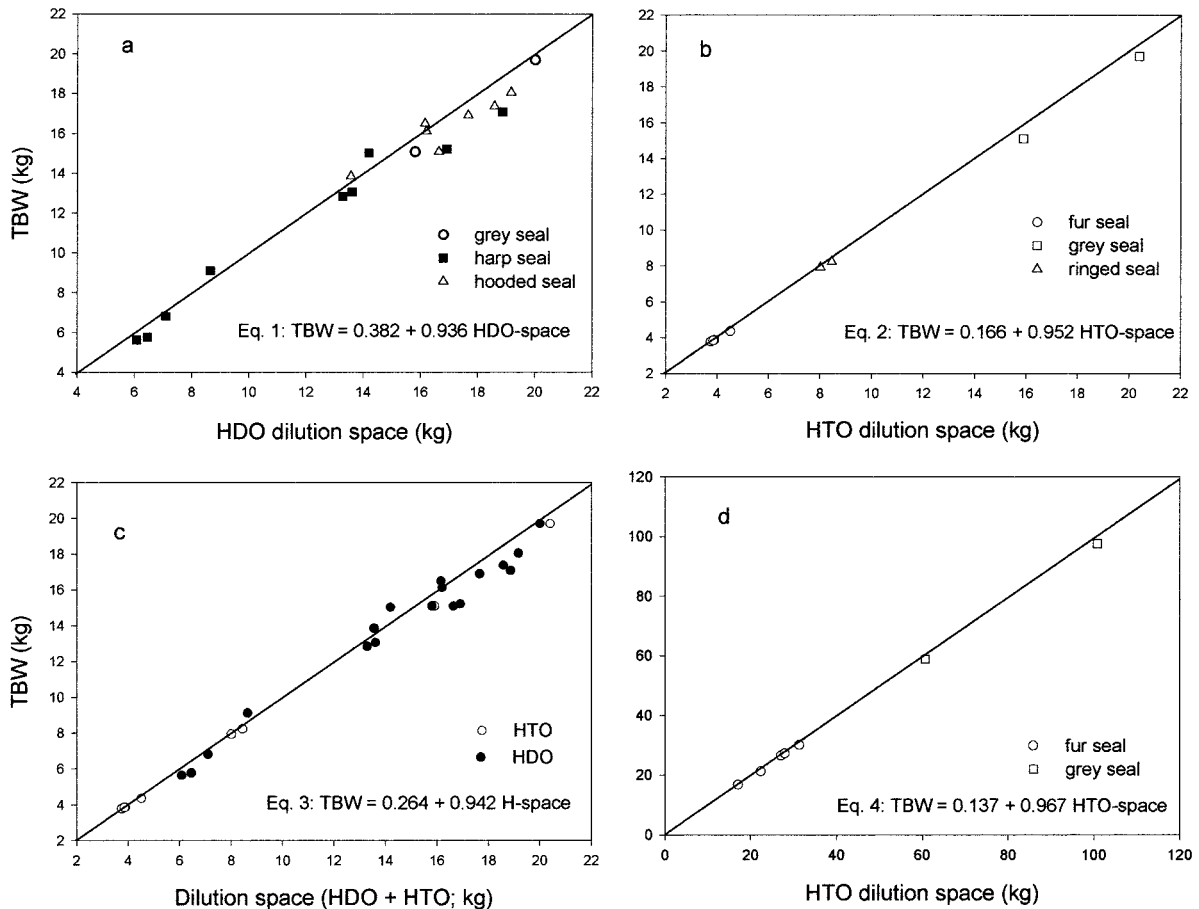 a
TBW (kg)
22
20
18
16
14
12
10
8
6
4
grey seal
harp seal
hooded seal
Eq. 1: TBW = 0.382 + 0.936 HDO-space
4 6 8 10 12 14 16 18 20 22
HDO dilution space (kg)
b
22
20
18
16
14
12
10
8
6
4
2
fur seal
grey seal
ringed seal
Eq. 2: TBW = 0.166 + 0.952 HTO-space
2 4 6 8 10 12 14 16 18 20 22
HTO dilution space (kg)
c
TBW (kg)
22
20
18
16
14
12
10
8
6
4
2
HTO
HDO
Eq. 3: TBW = 0.264 + 0.942 H-space
2 4 6 8 10 12 14 16 18 20 22
Dilution space (HDO + HTO; kg)
d
120
100
80
60
40
20
0
fur seal
grey seal
Eq. 4: TBW = 0.137 + 0.967 HTO-space
0 20 40 60 80 100 120
HTO dilution space (kg)